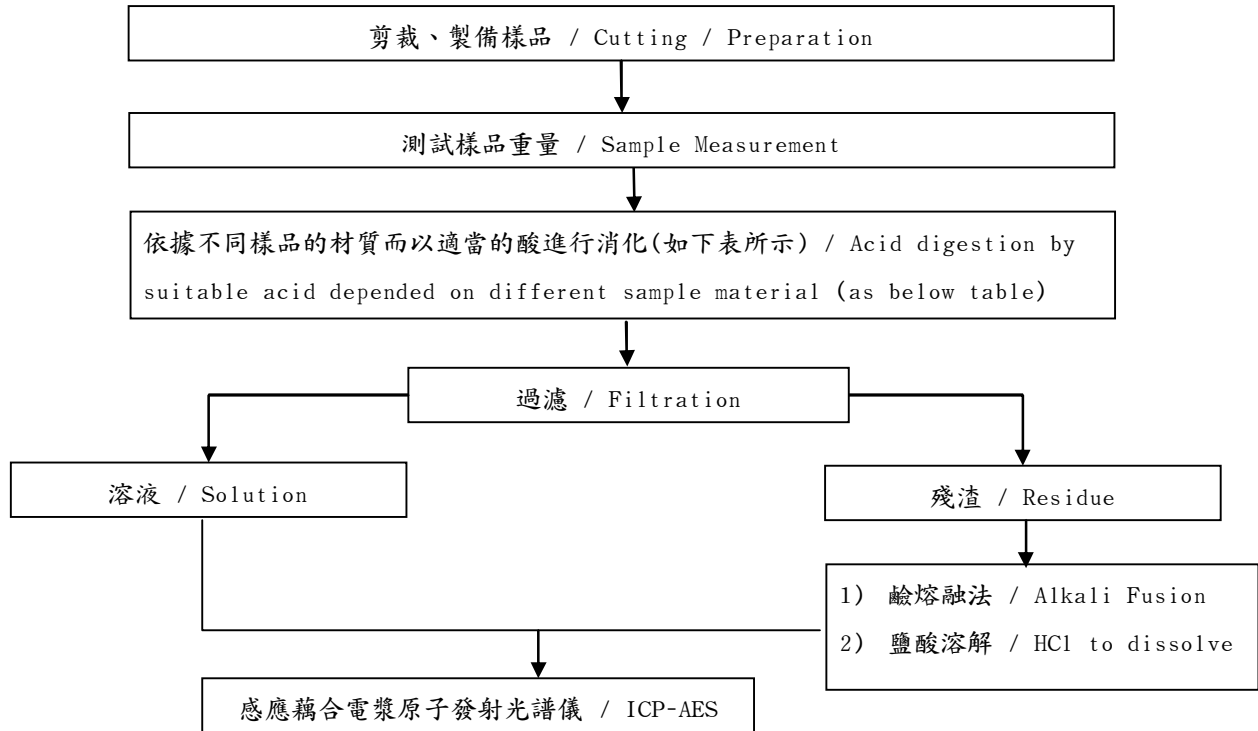 剪裁、製備樣品 / Cutting / Preparation
測試樣品重量 / Sample Measurement
依據不同樣品的材質而以適當的酸進行消化(如下表所示) / Acid digestion by
suitable acid depended on different sample material (as below table)
過濾 / Filtration
溶液 / Solution
殘渣 / Residue
1) 鹼熔融法 / Alkali Fusion
2) 鹽酸溶解 / HCl to dissolve
感應藕合電漿原子發射光譜儀 / ICP-AES